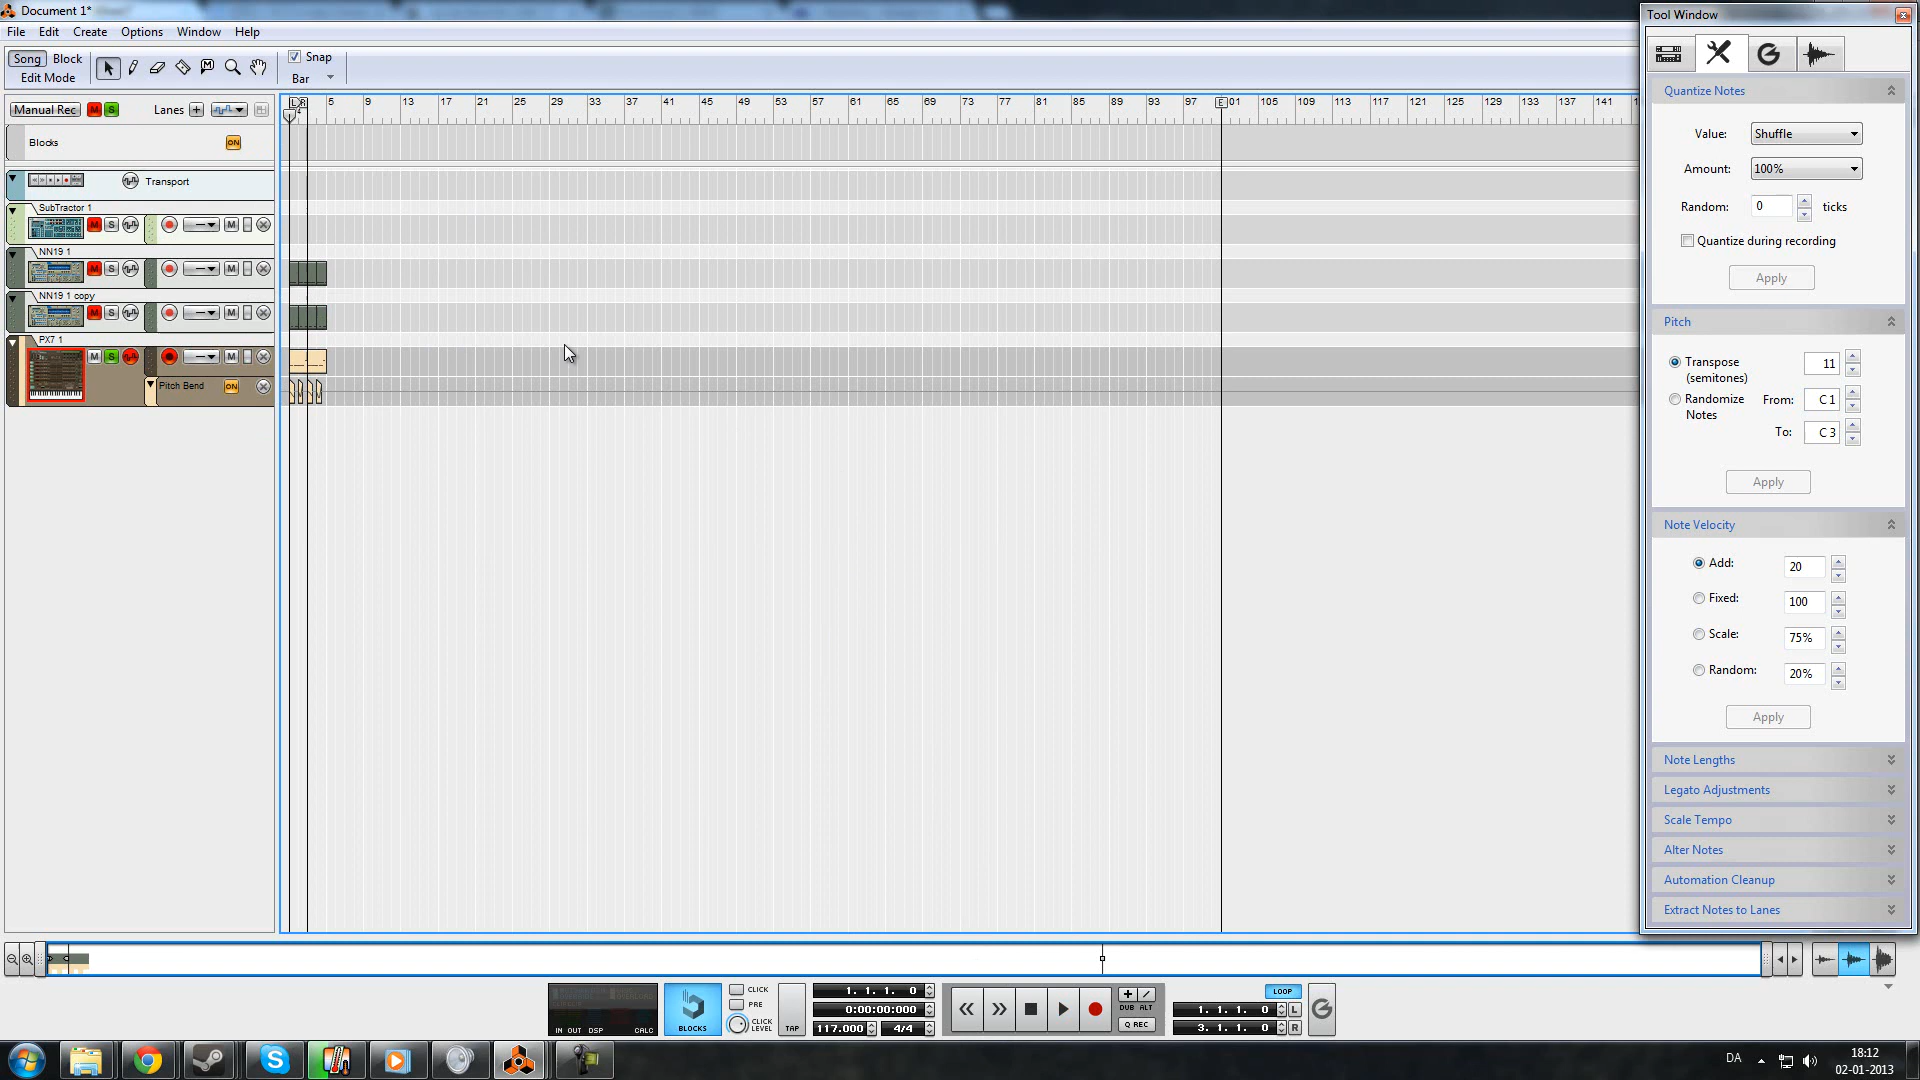 Document 1*
Tool Window
File Edit Create Options Window Help
Song Block
Edit Mode
Snap
Bar
Manual Rec M S Lanes
L R 5 9 13 17 21 25 29 33 37 41 45 49 53 57 61 65 69 73 77 81 85 89 93 97 E 01 105 109 113 117 121 125 129 133 137 141
Blocks ON
Transport
SubTractor 1
M S M
NN19 1
M S M
NN19 1 copy
M S M
PX7 1
M S M
Pitch Bend ON
Quantize Notes
Value: Shuffle
Amount: 100%
Random: 0 ticks
Quantize during recording
Apply
Pitch
Transpose (semitones) 11
Randomize Notes From: C 1
To: C 3
Apply
Note Velocity
Add: 20
Fixed: 100
Scale: 75%
Random: 20%
Apply
Note Lengths
Legato Adjustments
Scale Tempo
Alter Notes
Automation Cleanup
Extract Notes to Lanes
IN OUT DSP CALC
BLOCKS
CLICK
PRE
CLICK LEVEL
TAP
1. 1. 1. 0
0:00:00:000
117.000 4/4
DUB ALT
Q REC
LOOP
1. 1. 1. 0 L
3. 1. 1. 0 R
DA
18:12
02-01-2013